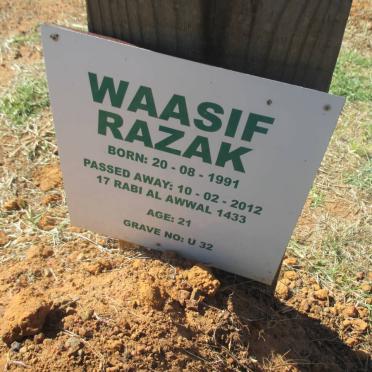 WAASIF
RAZAK
BORN: 20 - 08 - 1991
PASSED AWAY: 10 - 02 - 2012
17 RABI AL AWWAL 1433
AGE: 21
GRAVE NO: U 32